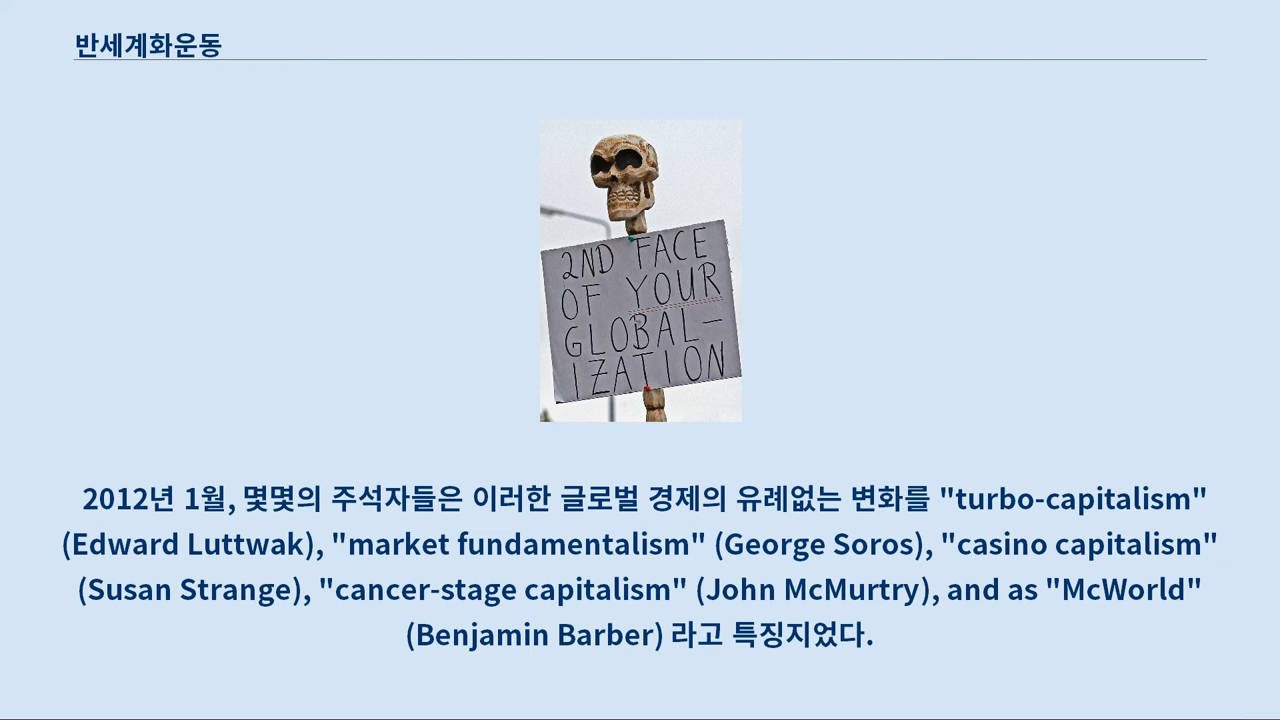 반세계화운동
2ND FACE
OF YOUR
GLOBAL-
IZATION
2012년 1월, 몇몇의 주석자들은 이러한 글로벌 경제의 유례없는 변화를 "turbo-capitalism"
(Edward Luttwak), "market fundamentalism" (George Soros), "casino capitalism"
(Susan Strange), "cancer-stage capitalism" (John McMurtry), and as "McWorld"
(Benjamin Barber) 라고 특징지었다.